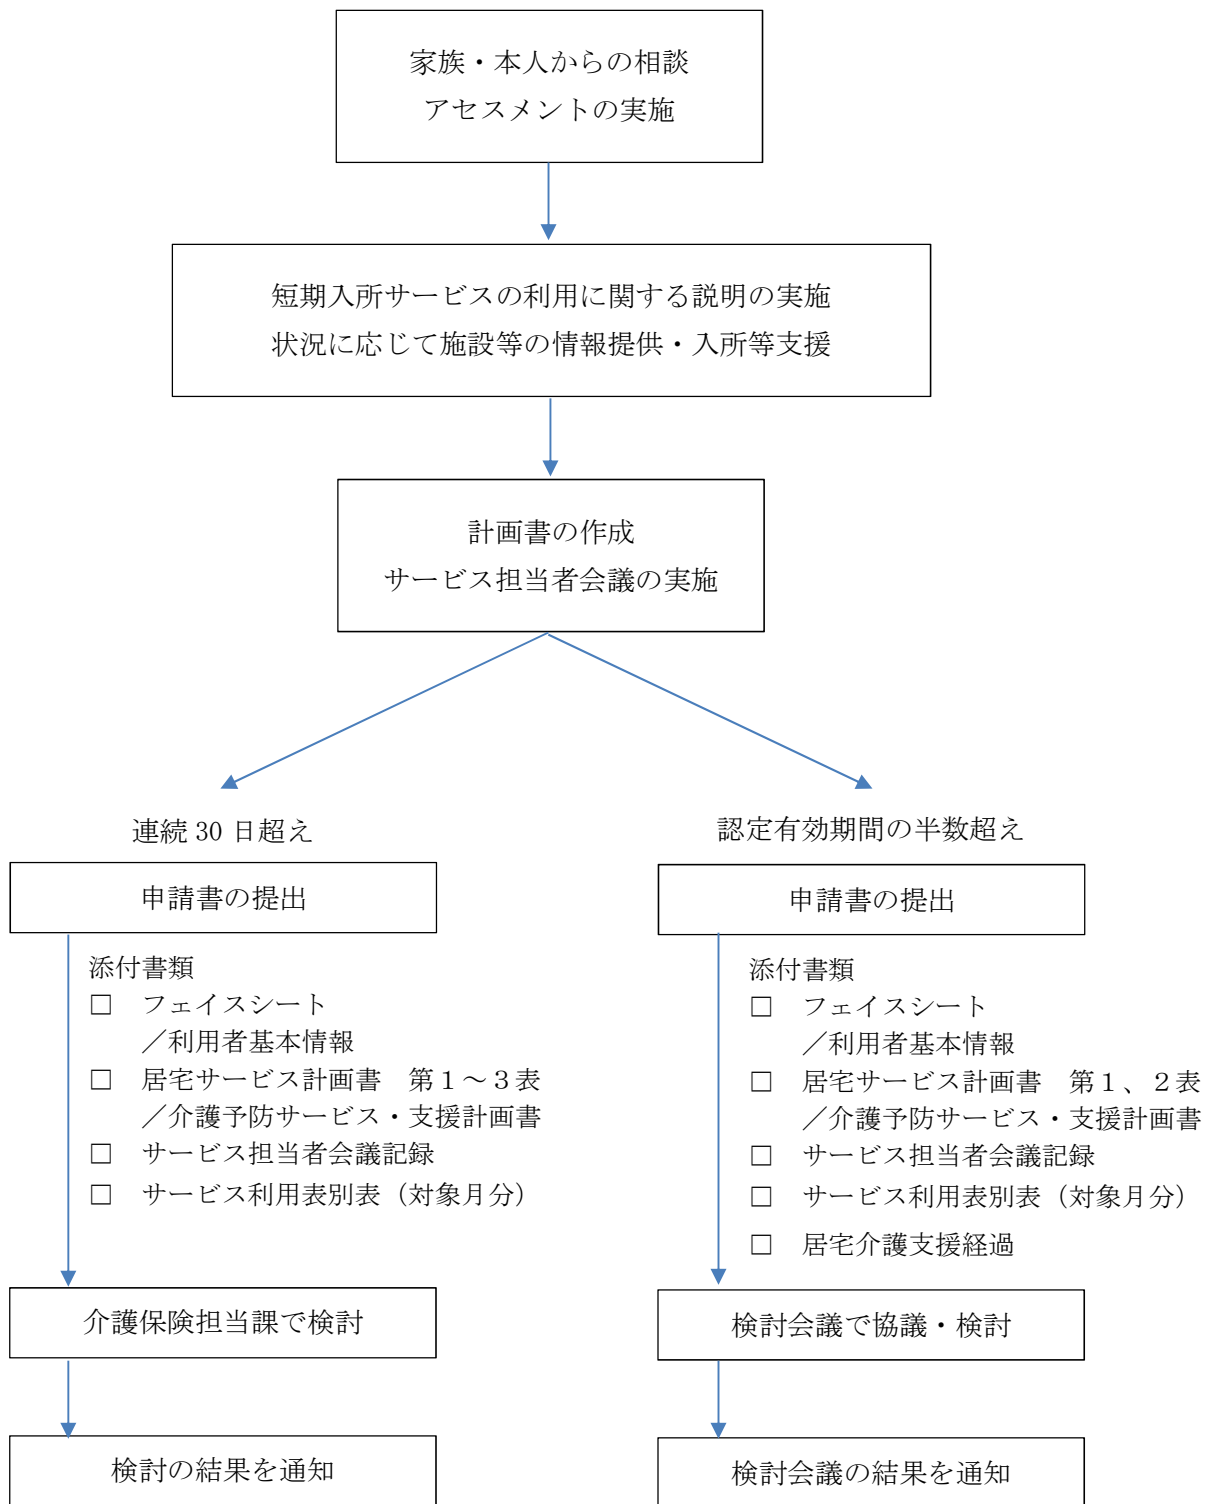 家族・本人からの相談
アセスメントの実施
短期入所サービスの利用に関する説明の実施
状況に応じて施設等の情報提供・入所等支援
計画書の作成
サービス担当者会議の実施
連続 30 日超え
申請書の提出
添付書類
□　フェイスシート
／利用者基本情報
□　居宅サービス計画書　第１～３表
／介護予防サービス・支援計画書
□　サービス担当者会議記録
□　サービス利用表別表（対象月分）
介護保険担当課で検討
検討の結果を通知
認定有効期間の半数超え
申請書の提出
添付書類
□　フェイスシート
／利用者基本情報
□　居宅サービス計画書　第１、２表
／介護予防サービス・支援計画書
□　サービス担当者会議記録
□　サービス利用表別表（対象月分）
□　居宅介護支援経過
検討会議で協議・検討
検討会議の結果を通知